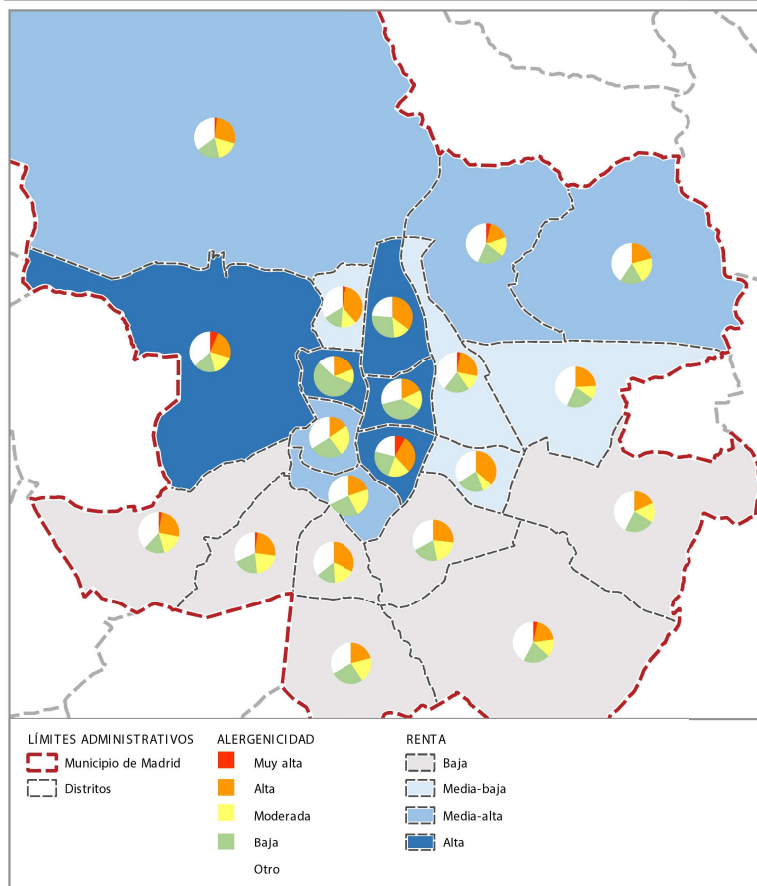 LÍMITES ADMINISTRATIVOS
Municipio de Madrid
Distritos
ALERGENICIDAD
Muy alta
Alta
Moderada
Baja
Otro
RENTA
Baja
Media-baja
Media-alta
Alta